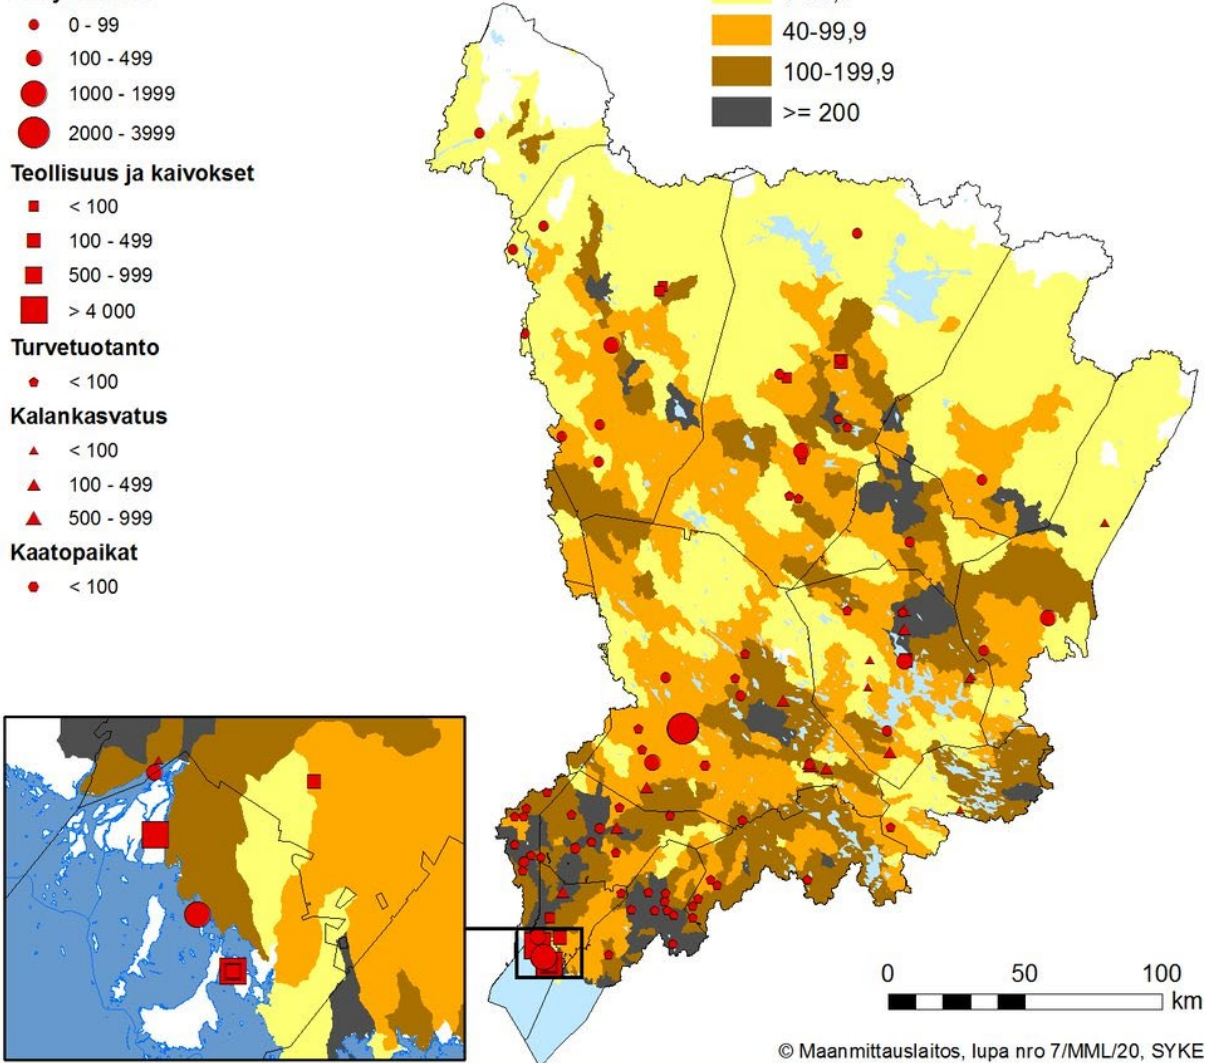 0 - 99
100 - 499
1000 - 1999
2000 - 3999
Teollisuus ja kaivokset
< 100
100 - 499
500 - 999
> 4 000
Turvetuotanto
< 100
Kalankasvatus
< 100
100 - 499
500 - 999
Kaatopaikat
< 100
40-99,9
100-199,9
>= 200
0 50 100
km
© Maanmittauslaitos, lupa nro 7/MML/20, SYKE